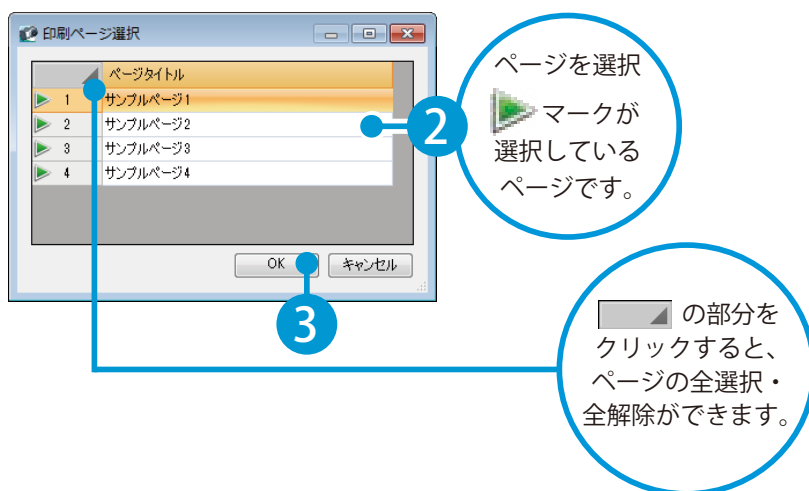 印刷ページ選択
ページタイトル
1 サンプルページ1
2 サンプルページ2
3 サンプルページ3
4 サンプルページ4
OK キャンセル
2
3
ページを選択
マークが
選択している
ページです。
の部分を
クリックすると、
ページの全選択・
全解除ができます。